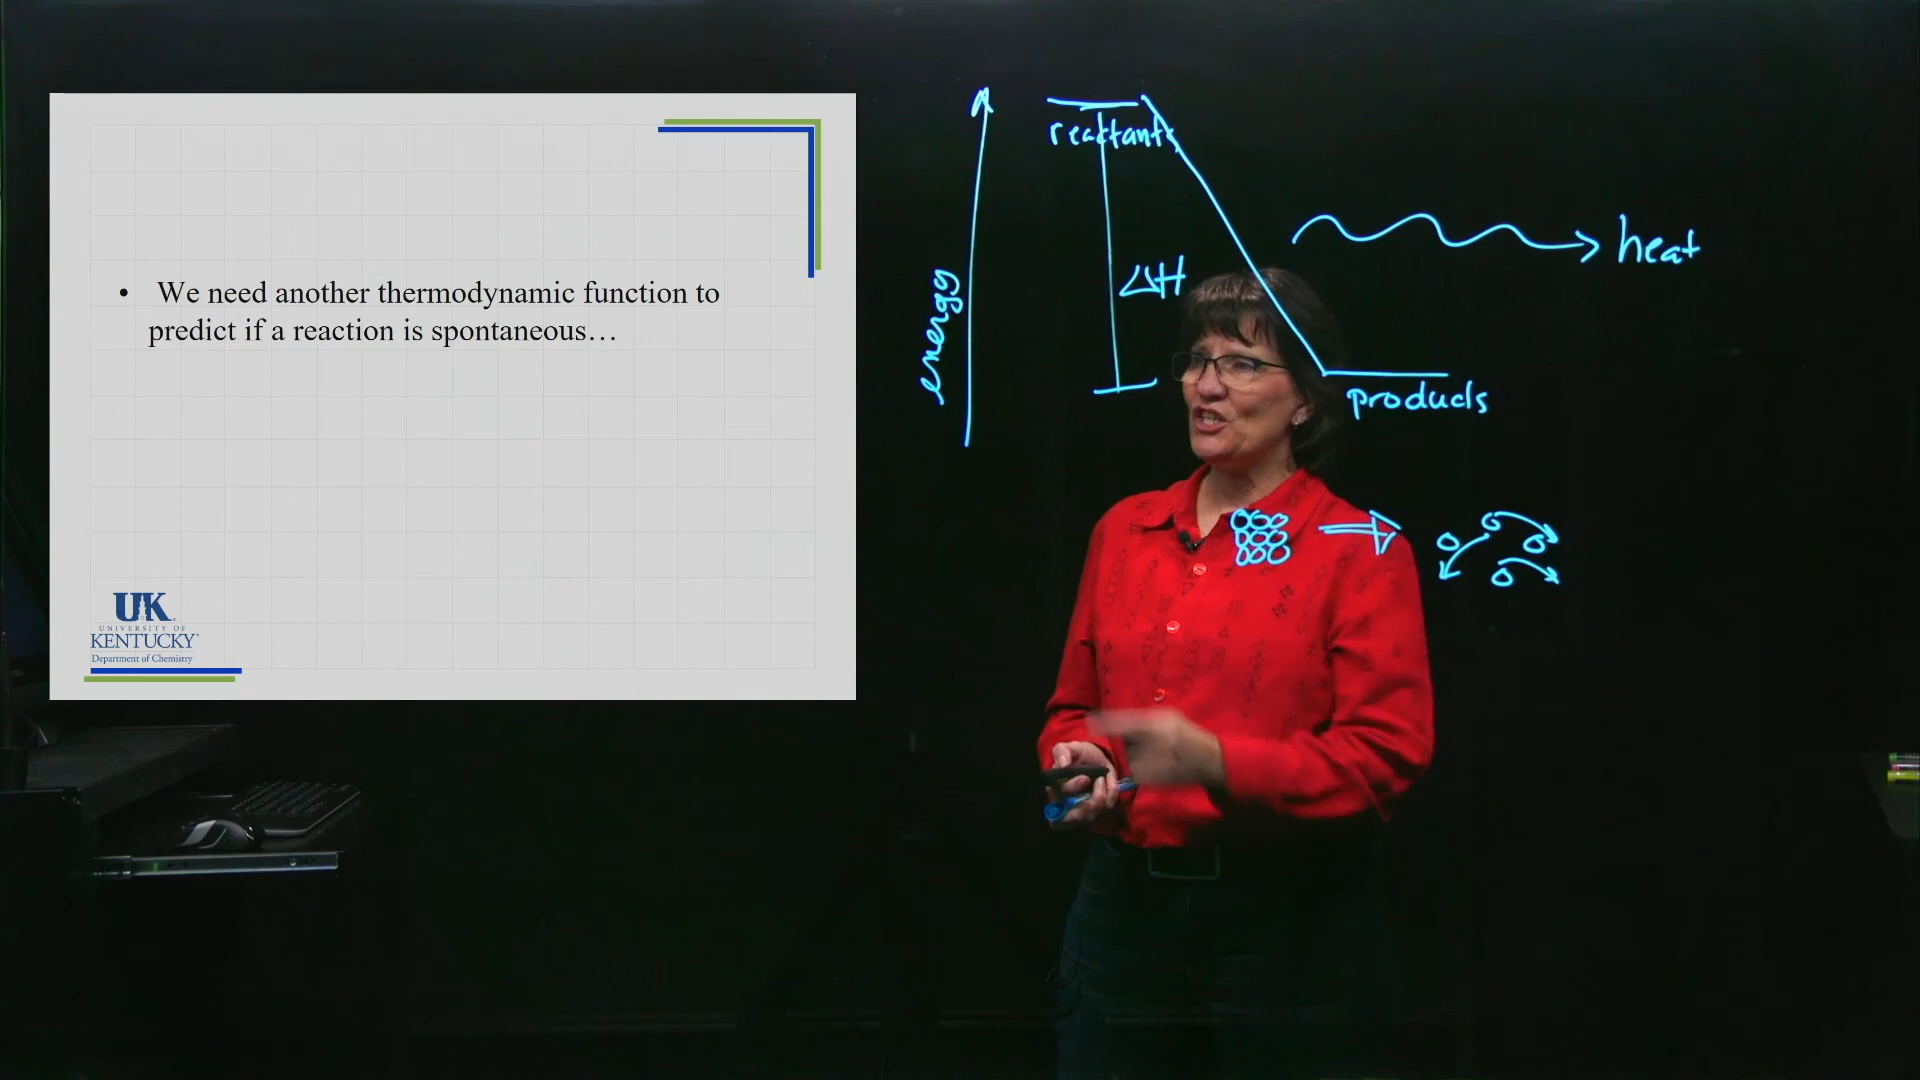 • We need another thermodynamic function to
predict if a reaction is spontaneous…
UK
UNIVERSITY OF
KENTUCKY
Department of Chemistry
energy
reactants
ΔH
heat
products